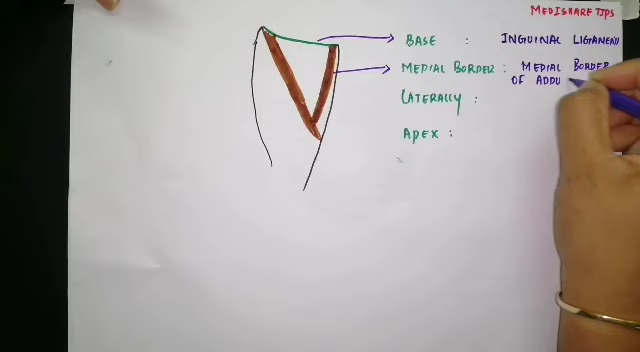 MEDISHARE TIPS
BASE : INGUINAL LIGAMENT
MEDIAL BORDER : MEDIAL BORDER
OF ADDU
LATERALLY :
APEX :